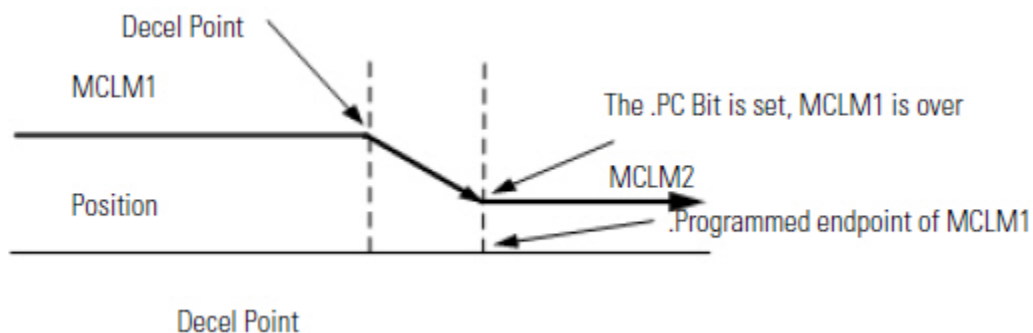 Decel Point
MCLM1
The .PC Bit is set, MCLM1 is over
MCLM2
Position
.Programmed endpoint of MCLM1
Decel Point